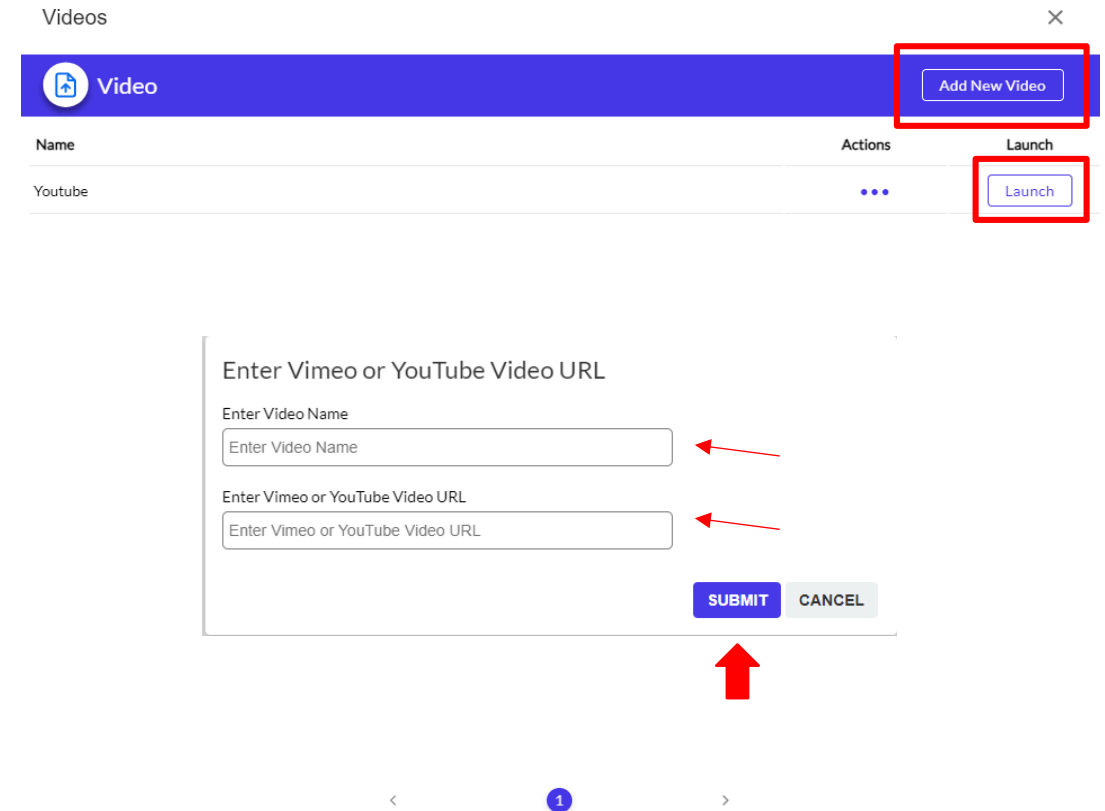 Videos
Video
Add New Video
Name Actions Launch
Youtube Launch
Enter Vimeo or YouTube Video URL
Enter Video Name
Enter Video Name
Enter Vimeo or YouTube Video URL
Enter Vimeo or YouTube Video URL
SUBMIT CANCEL
1